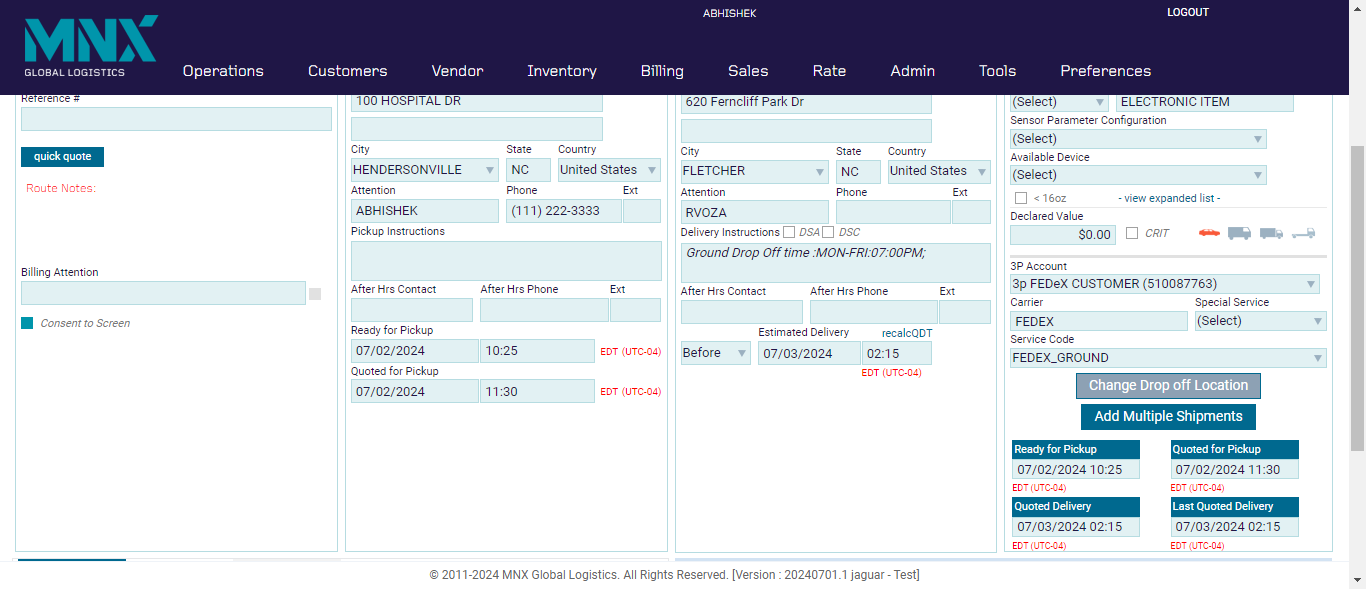 ABHISHEK
LOGOUT
MNX
GLOBAL LOGISTICS
Operations Customers Vendor Inventory Billing Sales Rate Admin Tools Preferences
Reference #
quick quote
Route Notes:
Billing Attention
Consent to Screen
100 HOSPITAL DR
City State Country
HENDERSONVILLE NC United States
Attention Phone Ext
ABHISHEK (111) 222-3333
Pickup Instructions
After Hrs Contact After Hrs Phone Ext
Ready for Pickup
07/02/2024 10:25 EDT (UTC-04)
Quoted for Pickup
07/02/2024 11:30 EDT (UTC-04)
620 Ferncliff Park Dr
City State Country
FLETCHER NC United States
Attention Phone Ext
RVOZA
Delivery Instructions DSA DSC
Ground Drop Off time :MON-FRI:07:00PM;
After Hrs Contact After Hrs Phone Ext
Estimated Delivery recalcQDT
Before 07/03/2024 02:15
EDT (UTC-04)
(Select) ELECTRONIC ITEM
Sensor Parameter Configuration
(Select)
Available Device
(Select)
< 16oz - view expanded list -
Declared Value
$0.00 CRIT
3P Account
3p FEDeX CUSTOMER (510087763)
Carrier Special Service
FEDEX (Select)
Service Code
FEDEX_GROUND
Change Drop off Location
Add Multiple Shipments
Ready for Pickup Quoted for Pickup
07/02/2024 10:25 07/02/2024 11:30
EDT (UTC-04) EDT (UTC-04)
Quoted Delivery Last Quoted Delivery
07/03/2024 02:15 07/03/2024 02:15
EDT (UTC-04) EDT (UTC-04)
© 2011-2024 MNX Global Logistics. All Rights Reserved. [Version : 20240701.1 jaguar - Test]